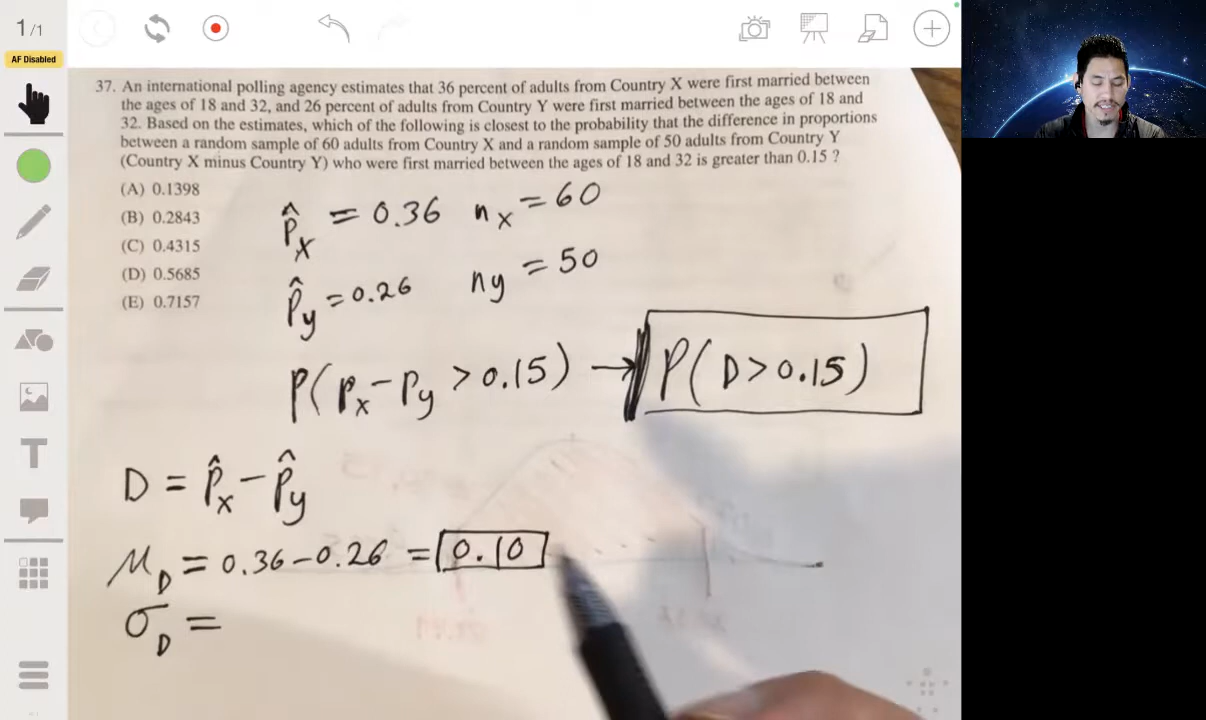 1/1
AF Disabled
37. An international polling agency estimates that 36 percent of adults from Country X were first married between
the ages of 18 and 32, and 26 percent of adults from Country Y were first married between the ages of 18 and
32. Based on the estimates, which of the following is closest to the probability that the difference in proportions
between a random sample of 60 adults from Country X and a random sample of 50 adults from Country Y
(Country X minus Country Y) who were first married between the ages of 18 and 32 is greater than 0.15 ?
(A) 0.1398
(B) 0.2843
(C) 0.4315
(D) 0.5685
(E) 0.7157
p̂x = 0.36 nx = 60
p̂y = 0.26 ny = 50
P(px - py > 0.15) → P(D > 0.15)
D = p̂x - p̂y
μD = 0.36 - 0.26 = 0.10
σD =
T